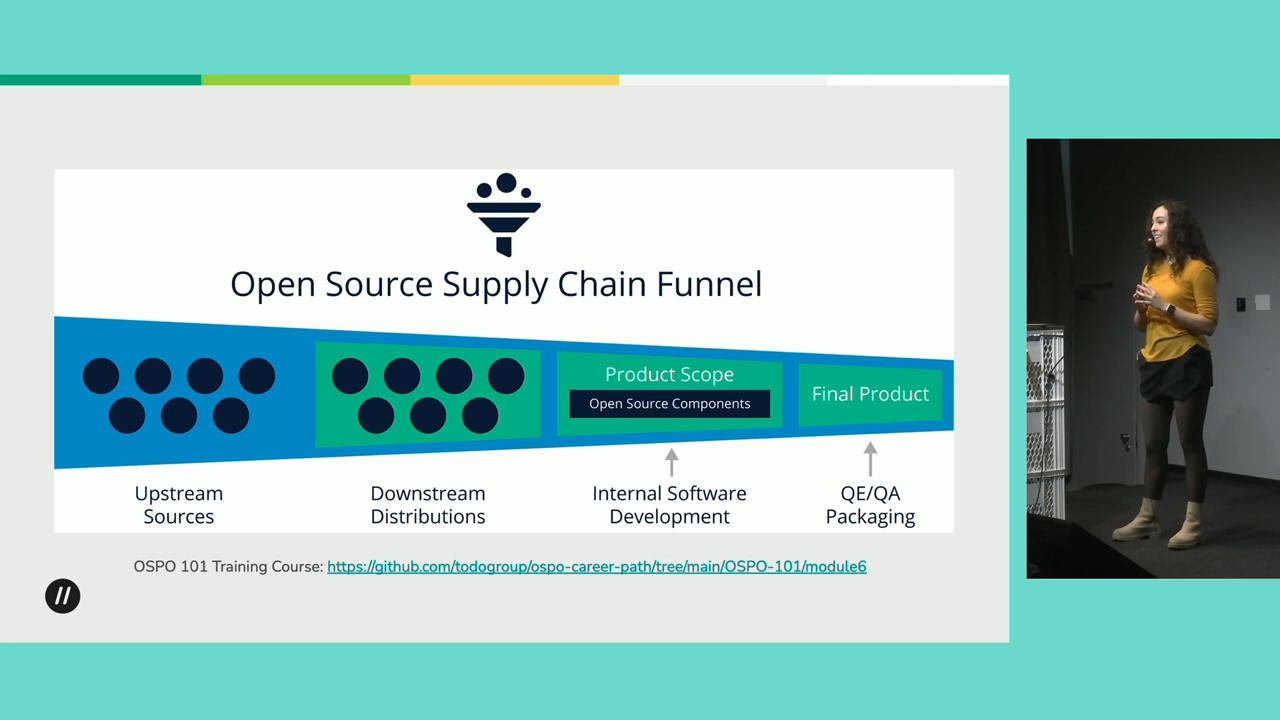 Open Source Supply Chain Funnel
Product Scope
Open Source Components
Final Product
Upstream
Sources
Downstream
Distributions
Internal Software
Development
QE/QA
Packaging
OSPO 101 Training Course: https://github.com/todogroup/ospo-career-path/tree/main/OSPO-101/module6